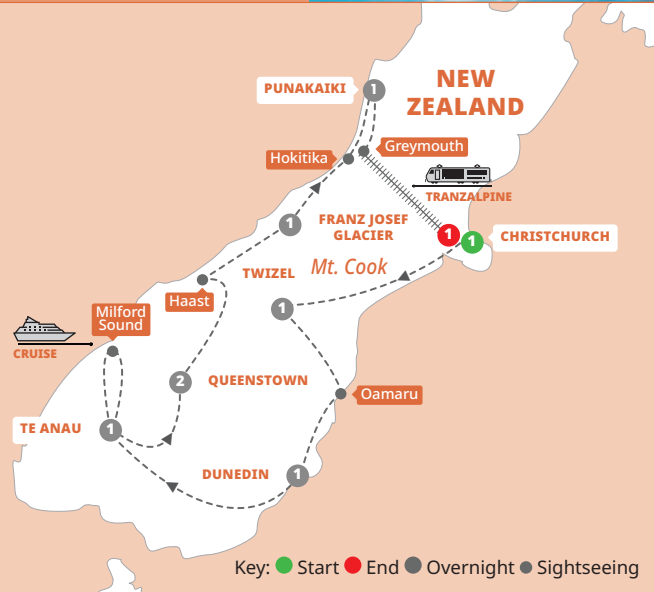 NEW
ZEALAND
PUNAKAIKI
1
Hokitika
Greymouth
TRANZALPINE
1
FRANZ JOSEF
GLACIER
1
1
CHRISTCHURCH
TWIZEL
Mt. Cook
Haast
1
Milford
Sound
CRUISE
2
QUEENSTOWN
Oamaru
TE ANAU
1
DUNEDIN
1
Key: Start End Overnight Sightseeing